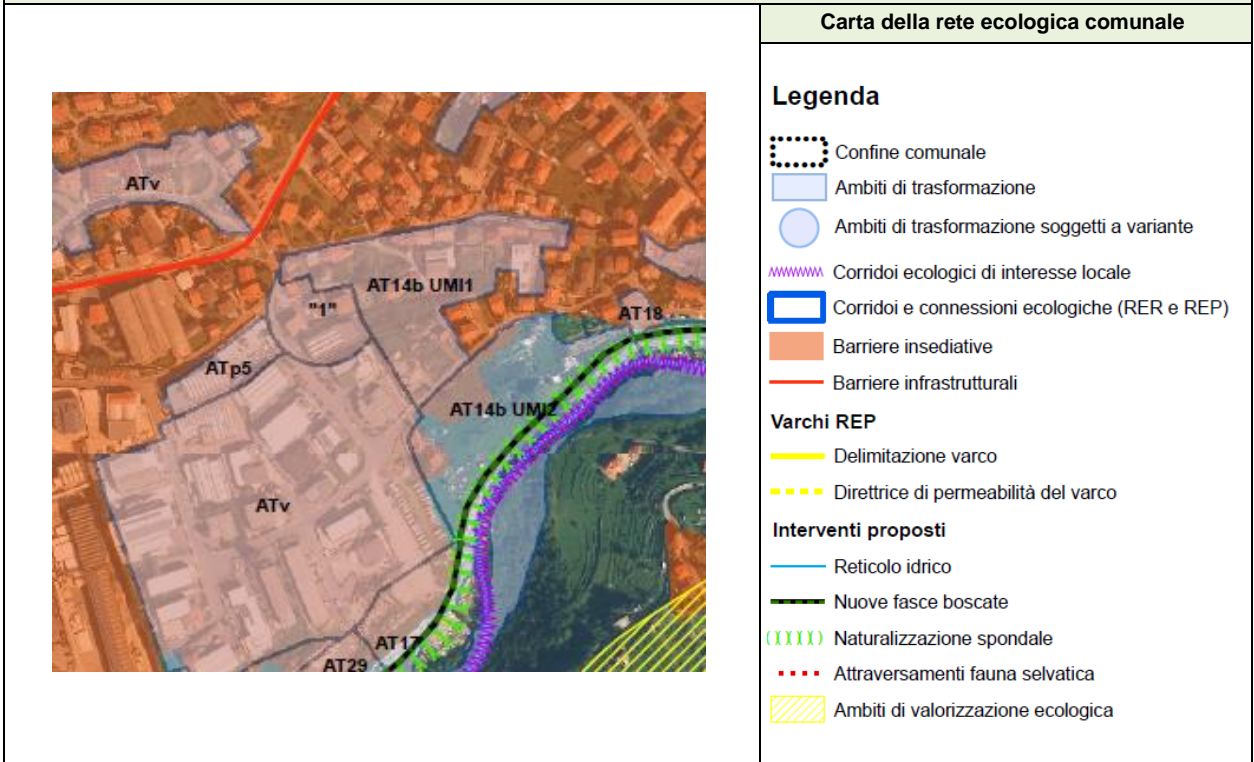 Carta della rete ecologica comunale
ATv
"1"
AT14b UMI1
AT18
ATp5
AT14b UMI2
ATv
AT17
AT29
Legenda
Confine comunale
Ambiti di trasformazione
Ambiti di trasformazione soggetti a variante
Corridoi ecologici di interesse locale
Corridoi e connessioni ecologiche (RER e REP)
Barriere insediative
Barriere infrastrutturali
Varchi REP
Delimitazione varco
Direttrice di permeabilità del varco
Interventi proposti
Reticolo idrico
Nuove fasce boscate
Naturalizzazione spondale
Attraversamenti fauna selvatica
Ambiti di valorizzazione ecologica